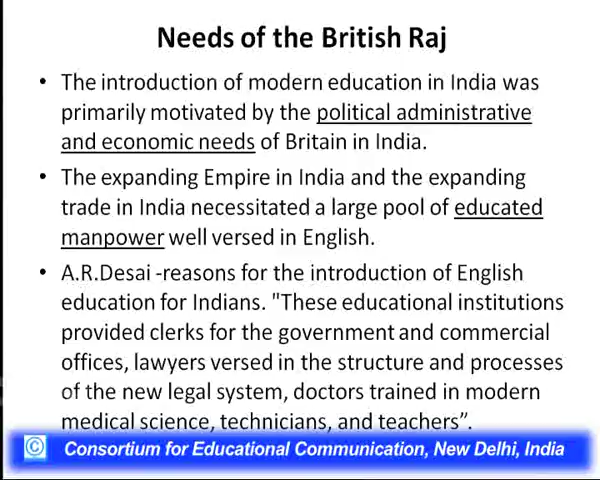 Needs of the British Raj
• The introduction of modern education in India was
primarily motivated by the political administrative
and economic needs of Britain in India.
• The expanding Empire in India and the expanding
trade in India necessitated a large pool of educated
manpower well versed in English.
• A.R.Desai -reasons for the introduction of English
education for Indians. "These educational institutions
provided clerks for the government and commercial
offices, lawyers versed in the structure and processes
of the new legal system, doctors trained in modern
medical science, technicians, and teachers”.
© Consortium for Educational Communication, New Delhi, India